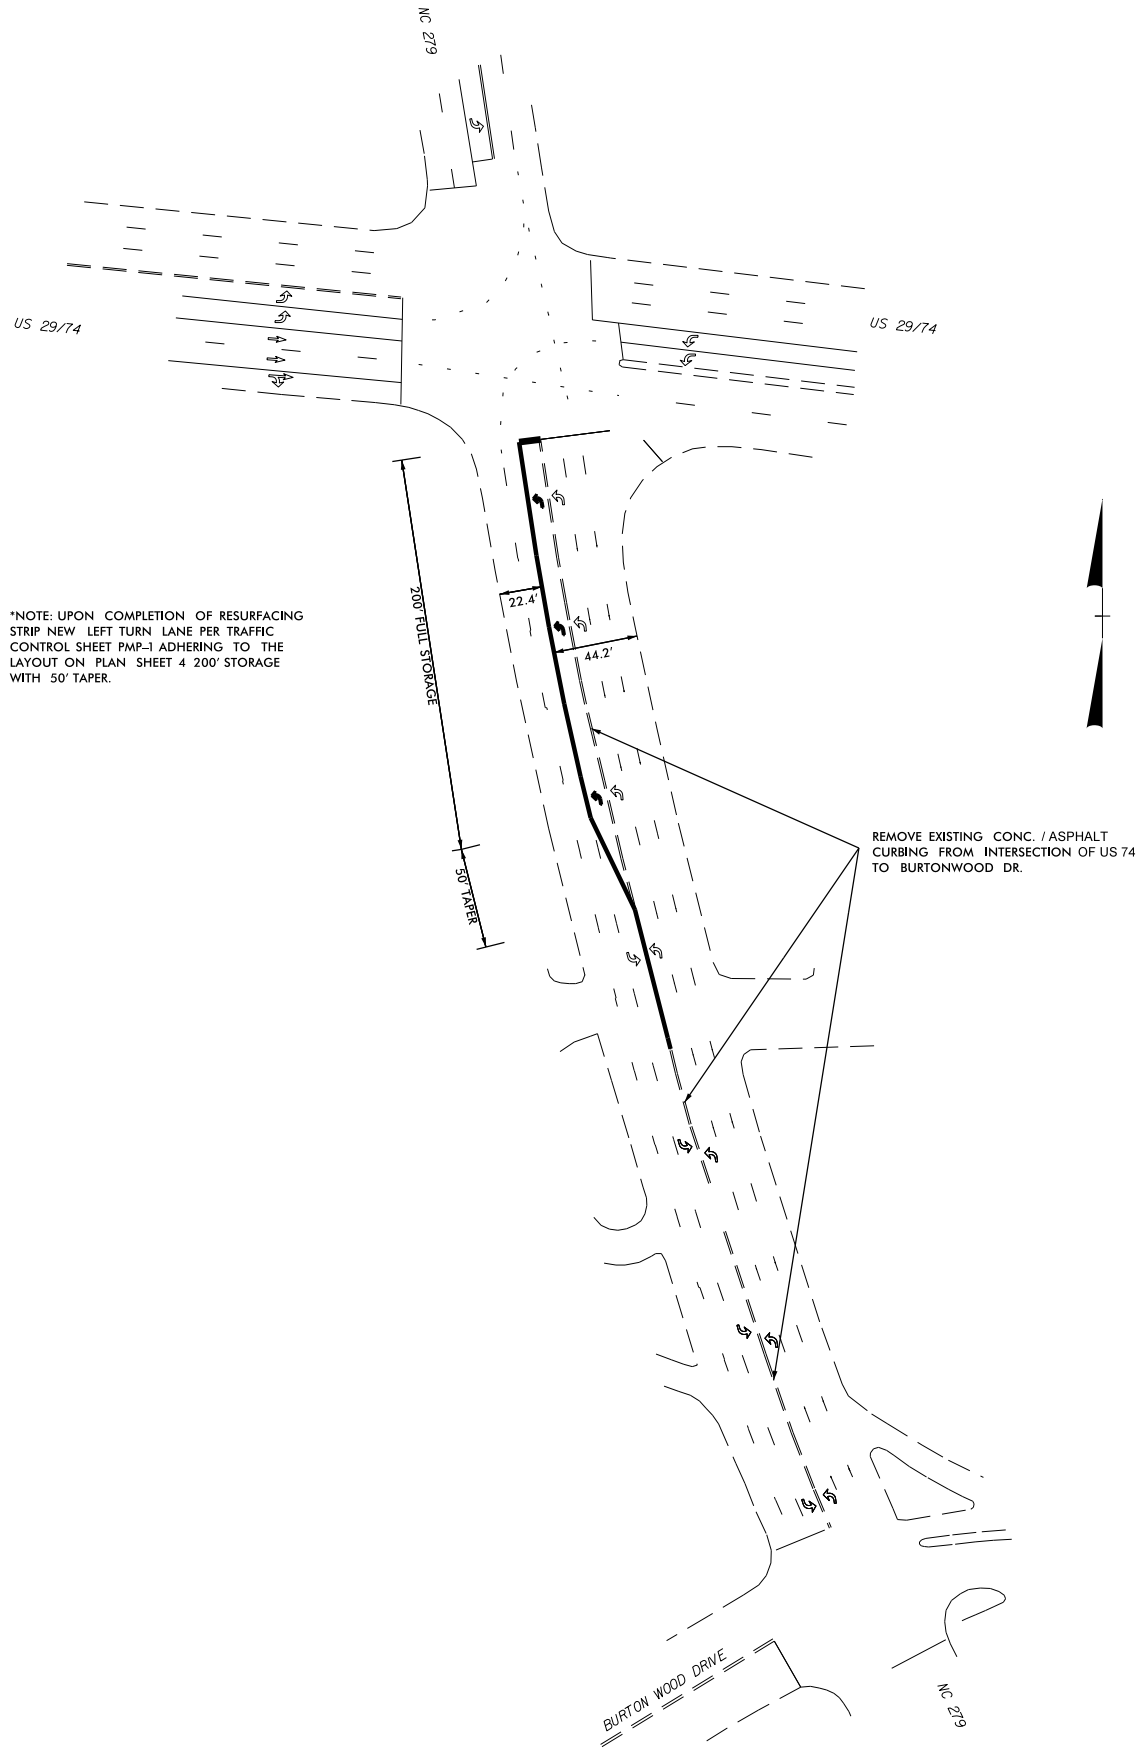 NC 279
US 29/74
US 29/74
*NOTE: UPON COMPLETION OF RESURFACING
STRIP NEW LEFT TURN LANE PER TRAFFIC
CONTROL SHEET PMP-1 ADHERING TO THE
LAYOUT ON PLAN SHEET 4 200' STORAGE
WITH 50' TAPER.
200' FULL STORAGE
22.4'
44.2'
50' TAPER
REMOVE EXISTING CONC. / ASPHALT
CURBING FROM INTERSECTION OF US 74
TO BURTONWOOD DR.
BURTON WOOD DRIVE
NC 279